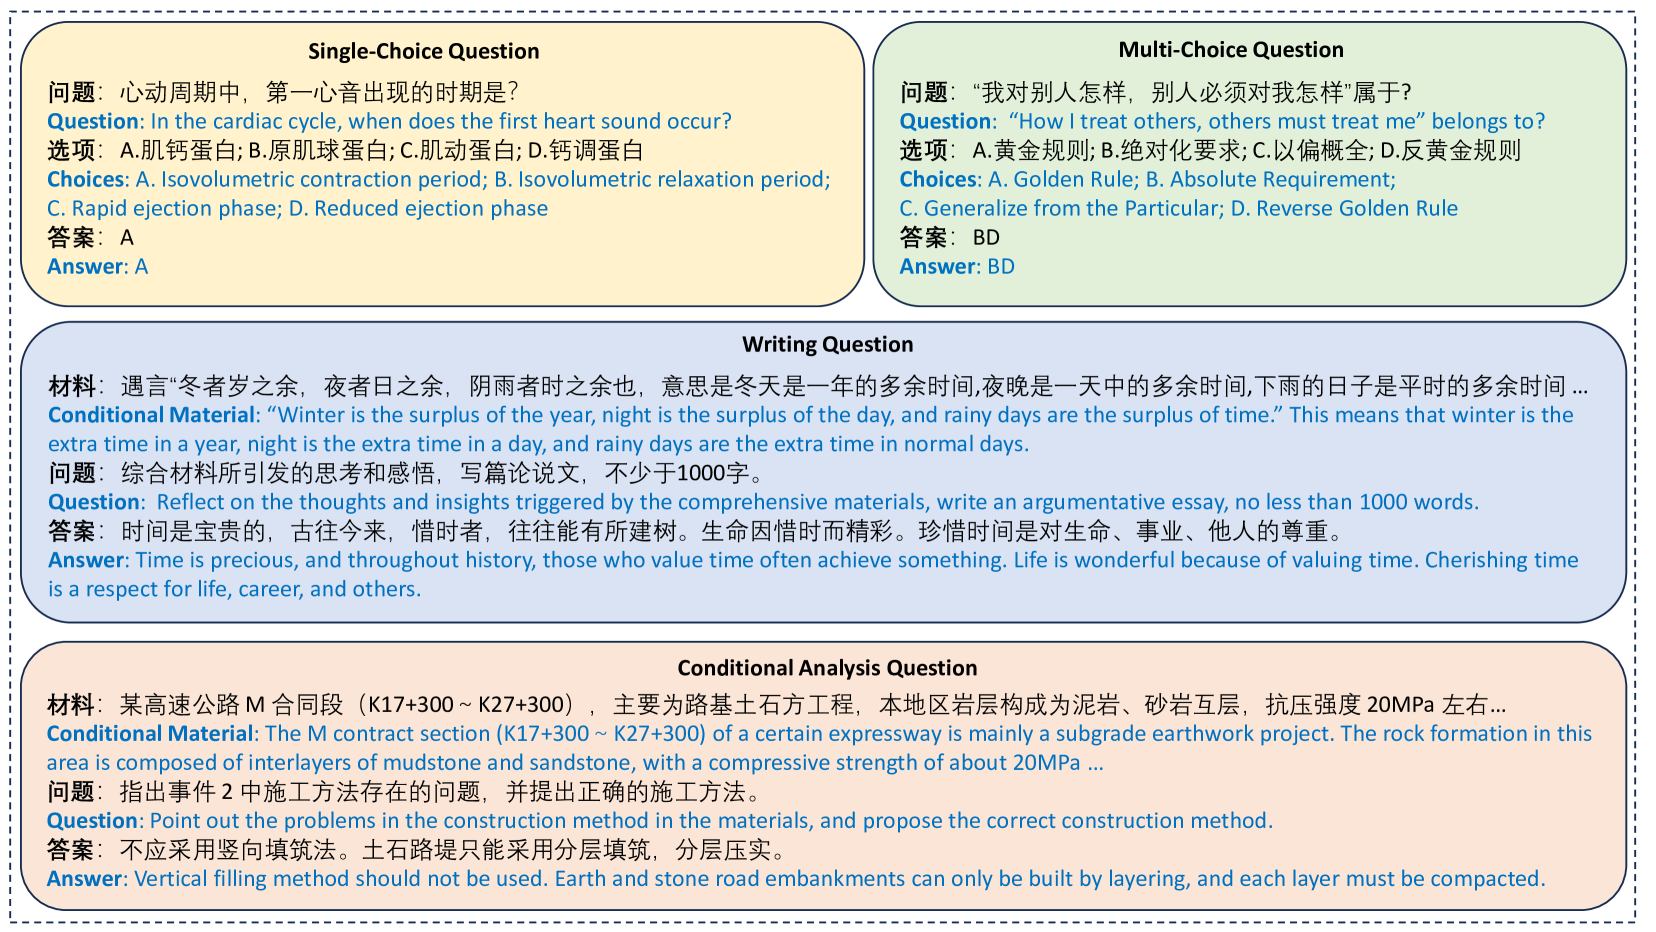 Single-Choice Question
问题：心动周期中，第一心音出现的时期是？
Question: In the cardiac cycle, when does the first heart sound occur?
选项：A.肌钙蛋白; B.原肌球蛋白; C.肌动蛋白; D.钙调蛋白
Choices: A. Isovolumetric contraction period; B. Isovolumetric relaxation period;
C. Rapid ejection phase; D. Reduced ejection phase
答案：A
Answer: A
Multi-Choice Question
问题：“我对别人怎样，别人必须对我怎样”属于?
Question: “How I treat others, others must treat me” belongs to?
选项：A.黄金规则; B.绝对化要求; C.以偏概全; D.反黄金规则
Choices: A. Golden Rule; B. Absolute Requirement;
C. Generalize from the Particular; D. Reverse Golden Rule
答案：BD
Answer: BD
Writing Question
材料：遇言“冬者岁之余，夜者日之余，阴雨者时之余也，意思是冬天是一年的多余时间,夜晚是一天中的多余时间,下雨的日子是平时的多余时间 ...
Conditional Material: “Winter is the surplus of the year, night is the surplus of the day, and rainy days are the surplus of time.” This means that winter is the
extra time in a year, night is the extra time in a day, and rainy days are the extra time in normal days.
问题：综合材料所引发的思考和感悟，写篇论说文，不少于1000字。
Question: Reflect on the thoughts and insights triggered by the comprehensive materials, write an argumentative essay, no less than 1000 words.
答案：时间是宝贵的，古往今来，惜时者，往往能有所建树。生命因惜时而精彩。珍惜时间是对生命、事业、他人的尊重。
Answer: Time is precious, and throughout history, those who value time often achieve something. Life is wonderful because of valuing time. Cherishing time
is a respect for life, career, and others.
Conditional Analysis Question
材料：某高速公路 M 合同段（K17+300 ~ K27+300），主要为路基土石方工程，本地区岩层构成为泥岩、砂岩互层，抗压强度 20MPa 左右...
Conditional Material: The M contract section (K17+300 ~ K27+300) of a certain expressway is mainly a subgrade earthwork project. The rock formation in this
area is composed of interlayers of mudstone and sandstone, with a compressive strength of about 20MPa ...
问题：指出事件 2 中施工方法存在的问题，并提出正确的施工方法。
Question: Point out the problems in the construction method in the materials, and propose the correct construction method.
答案：不应采用竖向填筑法。土石路堤只能采用分层填筑，分层压实。
Answer: Vertical filling method should not be used. Earth and stone road embankments can only be built by layering, and each layer must be compacted.